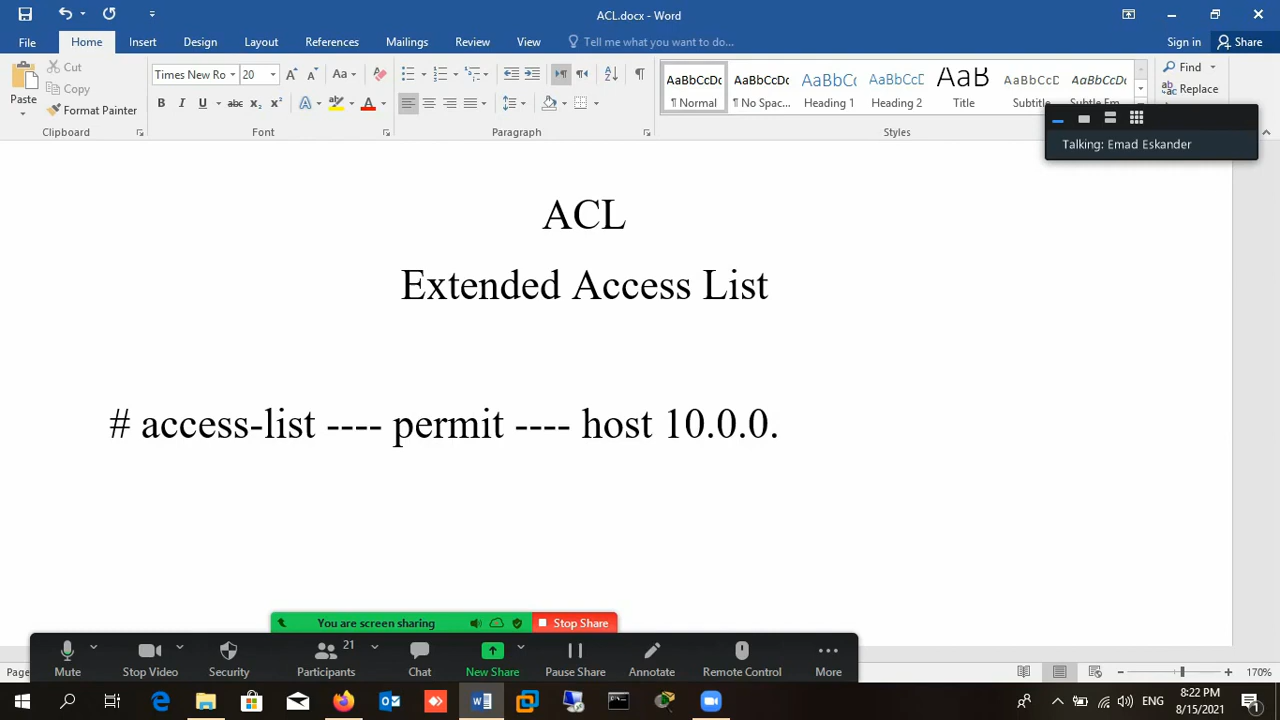 ACL.docx - Word
File Home Insert Design Layout References Mailings Review View Tell me what you want to do... Sign in Share
Paste Cut Copy Format Painter
Times New Ro 20
AaBbCcDc AaBbCcDc AaBbCc AaBbCcD AaB AaBbCcD AaBbCcD
¶ Normal ¶ No Spac... Heading Heading 2 Title Subtitle Subtle Em
Find Replace
Clipboard Font Paragraph Styles
Talking: Emad Eskander
ACL
Extended Access List
# access-list ---- permit ---- host 10.0.0.
You are screen sharing Stop Share
Mute Stop Video Security Participants 21 Chat New Share Pause Share Annotate Remote Control More
Page 170%
ENG 8:22 PM 8/15/2021